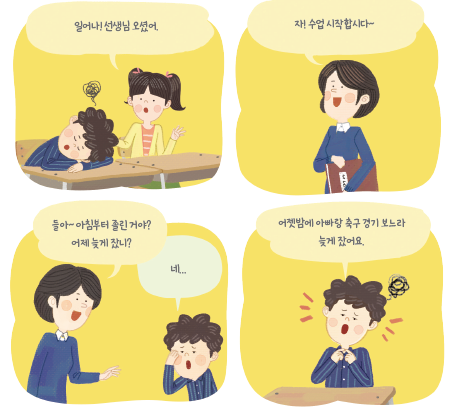 일어나! 선생님 오셨어.
자! 수업 시작합시다~
돌아~ 아침부터 졸린 거야?
어제 늦게 잤니?
네...
어젯밤에 아빠랑 축구 경기 보느라
늦게 잤어요.